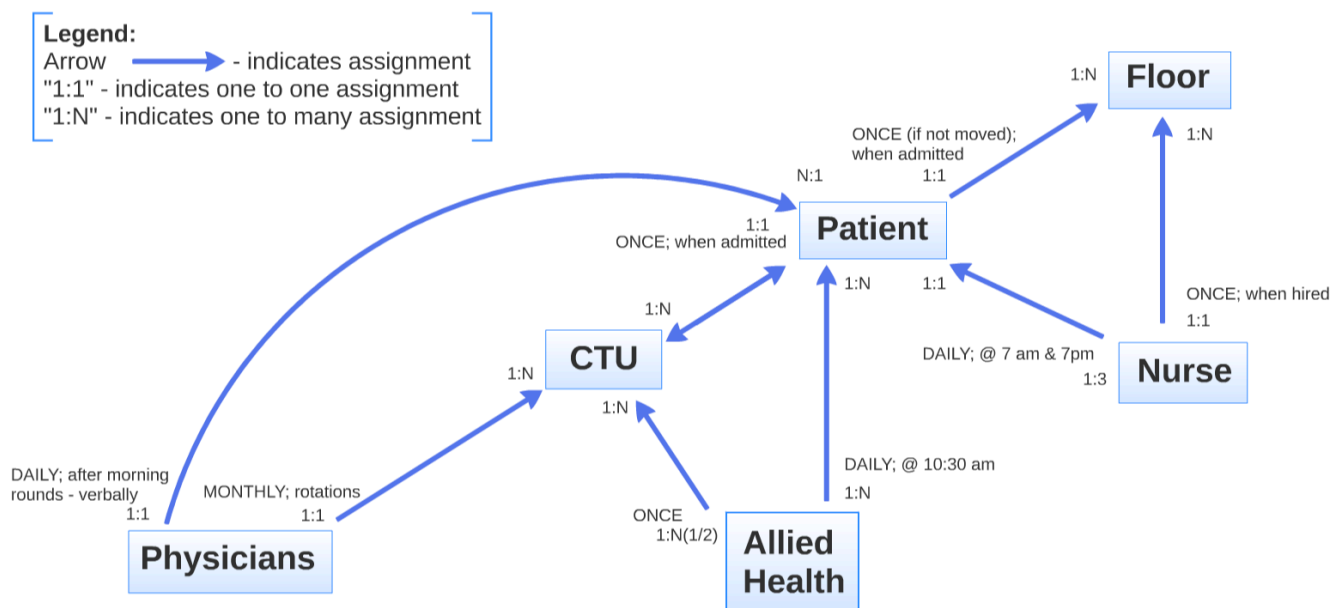 Legend:
Arrow - indicates assignment
"1:1" - indicates one to one assignment
"1:N" - indicates one to many assignment
1:N
Floor
1:N
ONCE (if not moved);
when admitted
N:1
1:1
1:1
ONCE; when admitted
Patient
1:N
1:1
1:N
ONCE; when hired
1:1
CTU
1:N
1:N
DAILY; @ 7 am & 7pm
1:3
Nurse
DAILY; after morning
rounds - verbally
1:1
MONTHLY; rotations
1:1
DAILY; @ 10:30 am
1:N
ONCE
1:N(1/2)
Physicians
Allied
Health